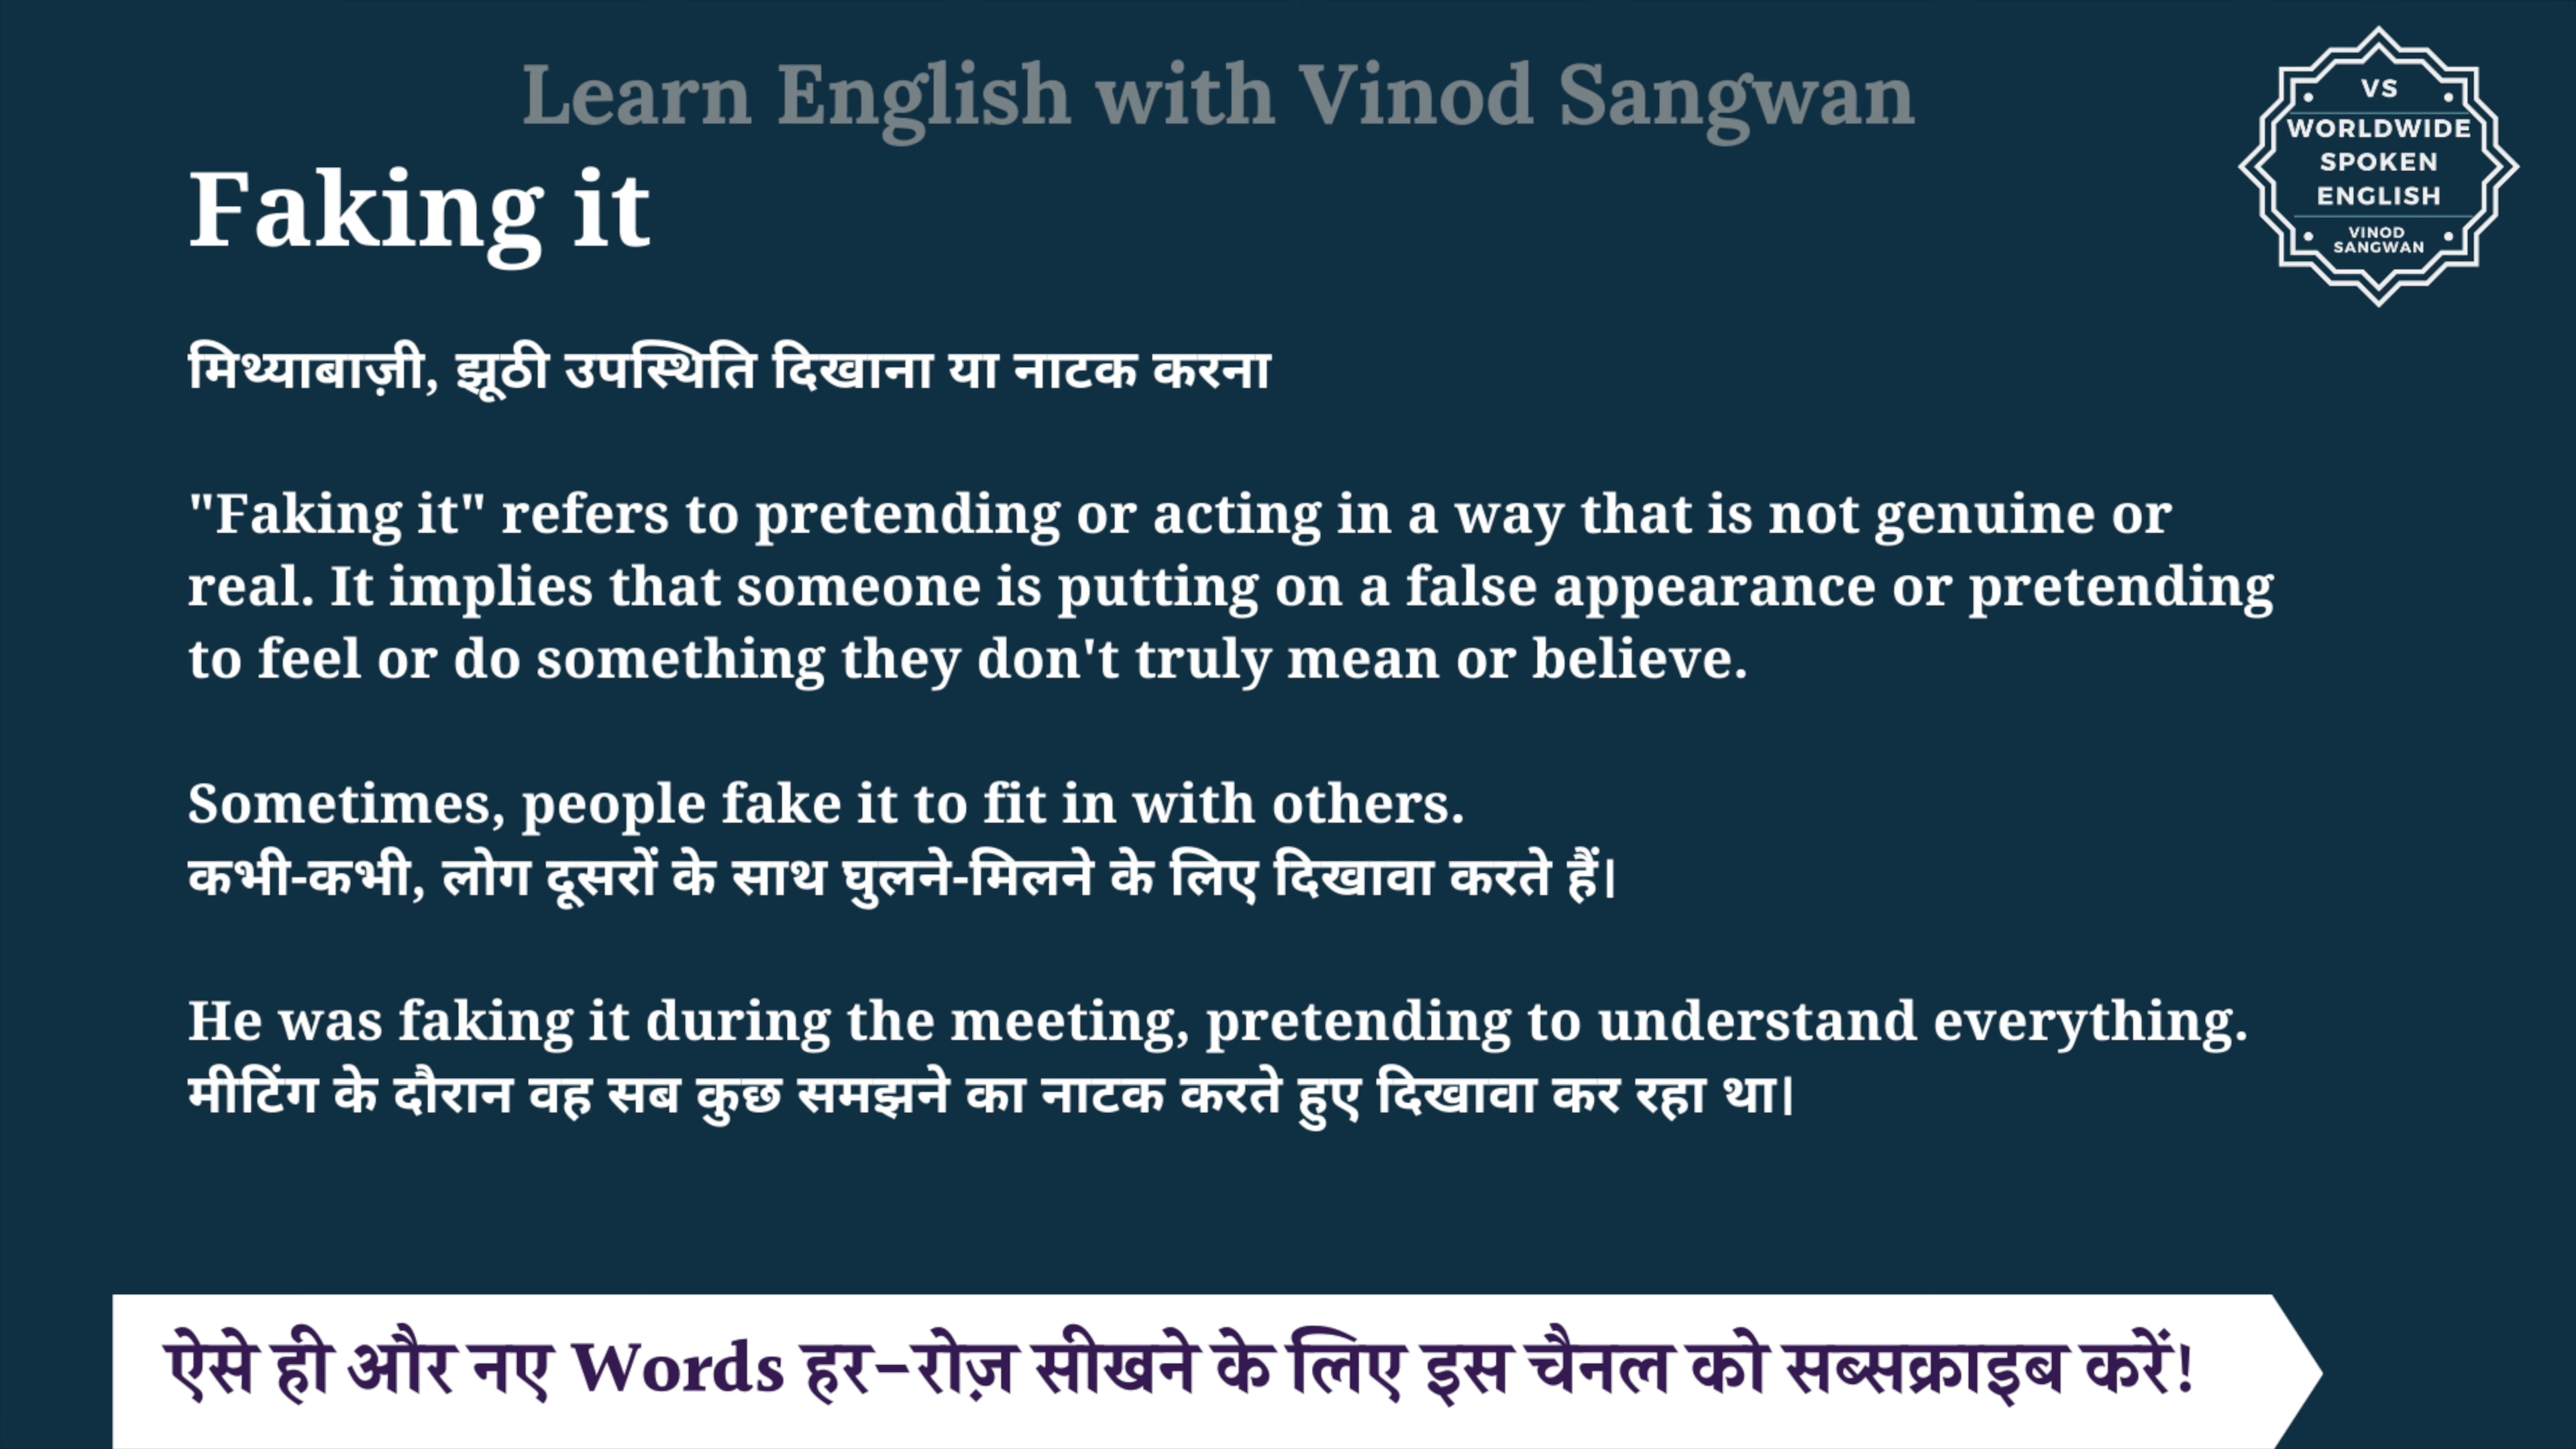 Learn English with Vinod Sangwan
VS
WORLDWIDE
SPOKEN
ENGLISH
VINOD
SANGWAN
Faking it
मिथ्याबाज़ी, झूठी उपस्थिति दिखाना या नाटक करना
"Faking it" refers to pretending or acting in a way that is not genuine or
real. It implies that someone is putting on a false appearance or pretending
to feel or do something they don't truly mean or believe.
Sometimes, people fake it to fit in with others.
कभी-कभी, लोग दूसरों के साथ घुलने-मिलने के लिए दिखावा करते हैं।
He was faking it during the meeting, pretending to understand everything.
मीटिंग के दौरान वह सब कुछ समझने का नाटक करते हुए दिखावा कर रहा था।
ऐसे ही और नए Words हर-रोज़ सीखने के लिए इस चैनल को सब्सक्राइब करें!